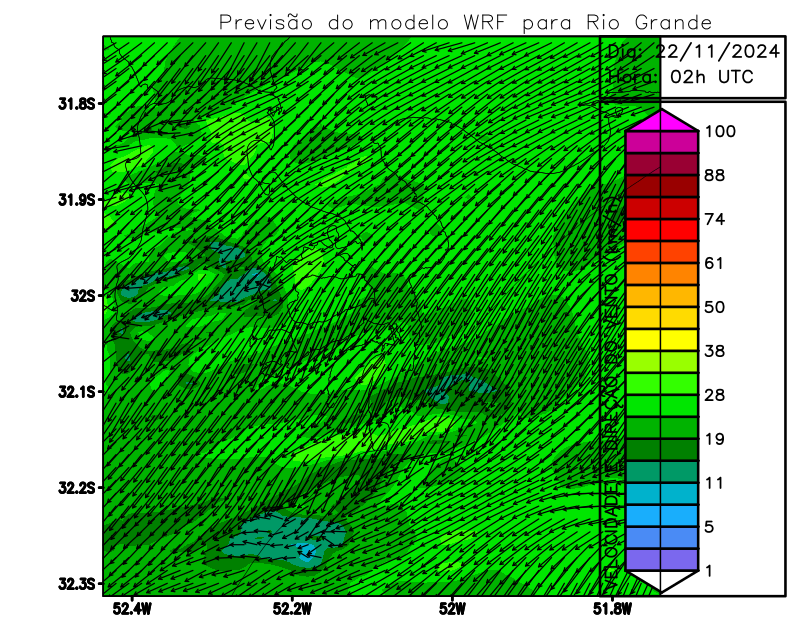 Previsão do modelo WRF para Rio Grande
Dia: 22/11/2024
Hora: 02h UTC
31.8S
31.9S
32S
32.1S
32.2S
32.3S
52.4W
52.2W
52W
51.8W
VELOCIDADE E DIREÇÃO DO VENTO (km/h)
100
88
74
61
50
38
28
19
11
5
1